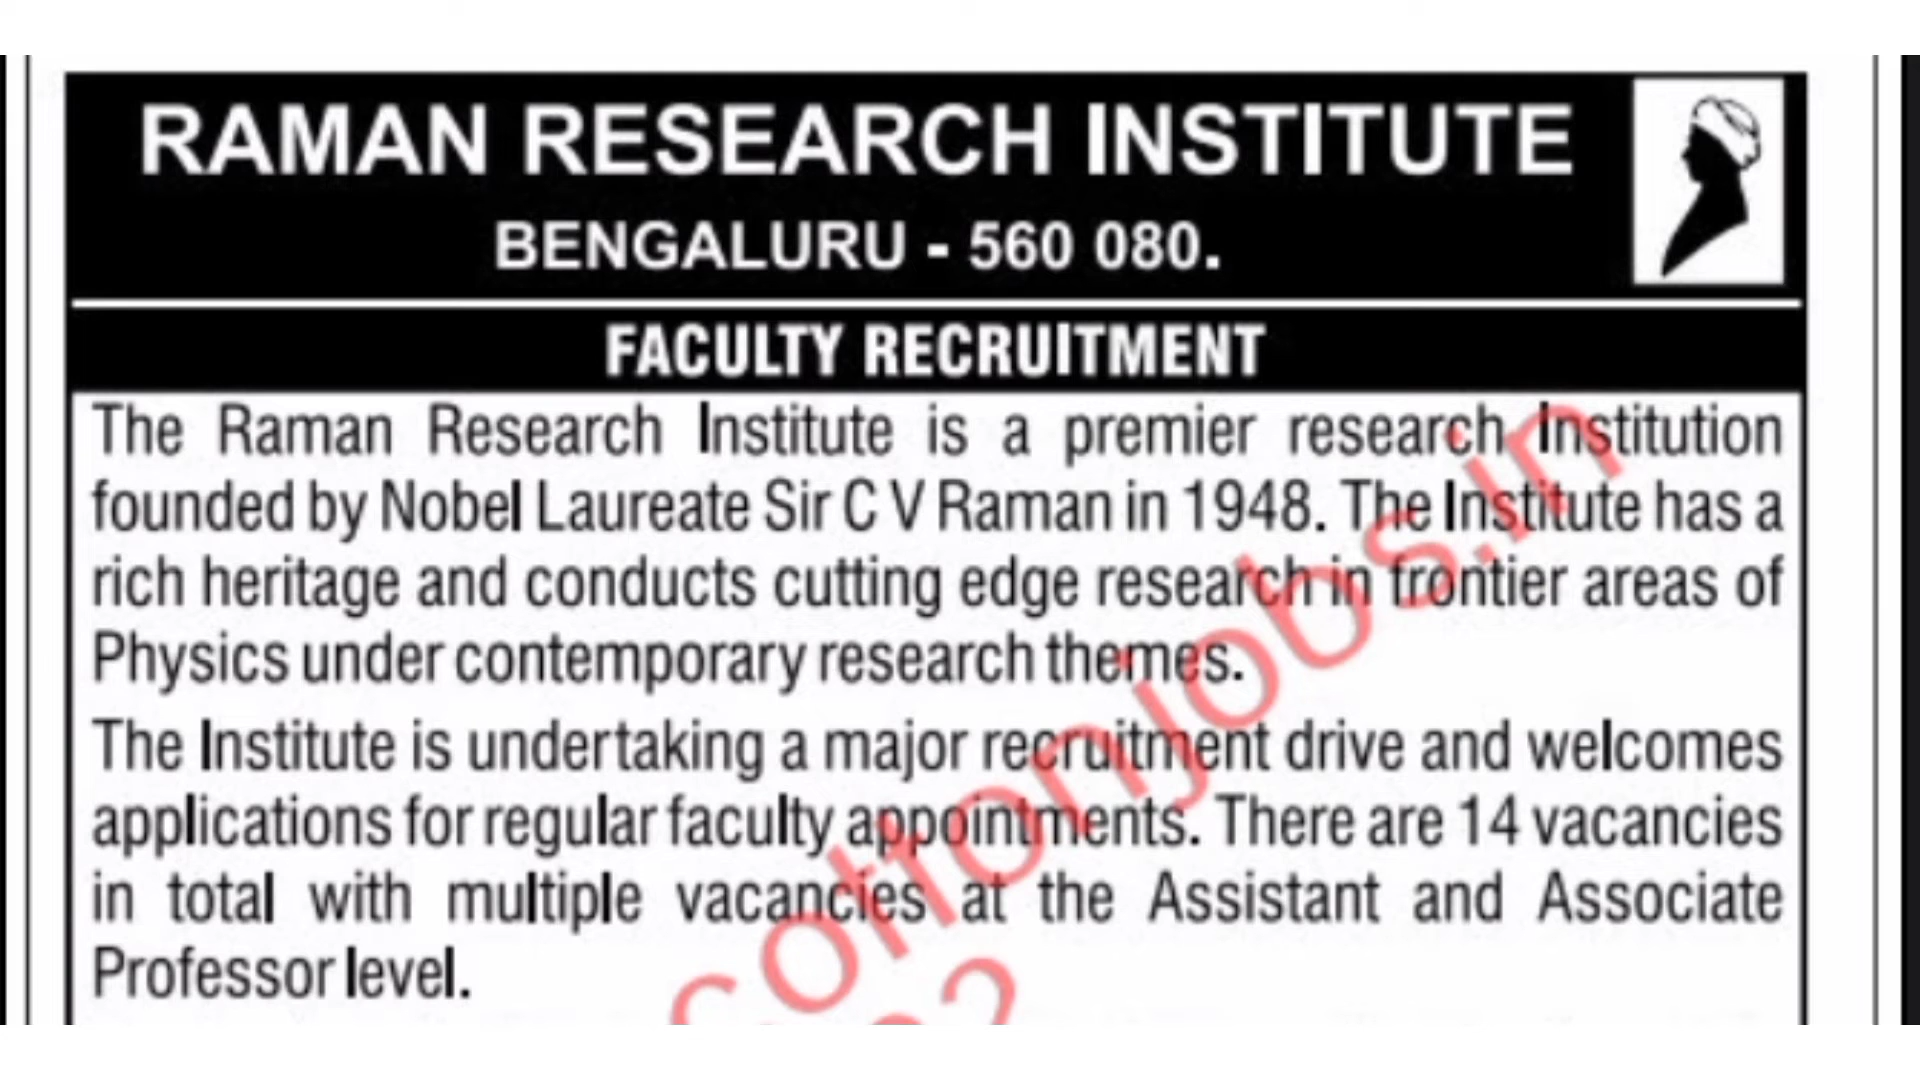 RAMAN RESEARCH INSTITUTE
BENGALURU - 560 080.
FACULTY RECRUITMENT
The Raman Research Institute is a premier research Institution
founded by Nobel Laureate Sir C V Raman in 1948. The Institute has a
rich heritage and conducts cutting edge research in frontier areas of
Physics under contemporary research themes.
The Institute is undertaking a major recruitment drive and welcomes
applications for regular faculty appointments. There are 14 vacancies
in total with multiple vacancies at the Assistant and Associate
Professor level.
cottonjobs.in